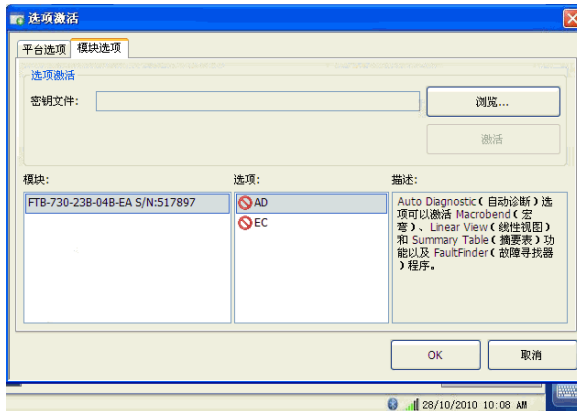 选项激活
平台选项 模块选项
选项激活
密钥文件:
浏览...
激活
模块: 选项: 描述:
FTB-730-23B-04B-EA S/N:517897
AD
EC
Auto Diagnostic（自动诊断）选
项可以激活 Macrobend（宏
弯）、Linear View（线性视图）
和 Summary Table（摘要表）功
能以及 FaultFinder（故障寻找器
）程序。
OK 取消
28/10/2010 10:08 AM